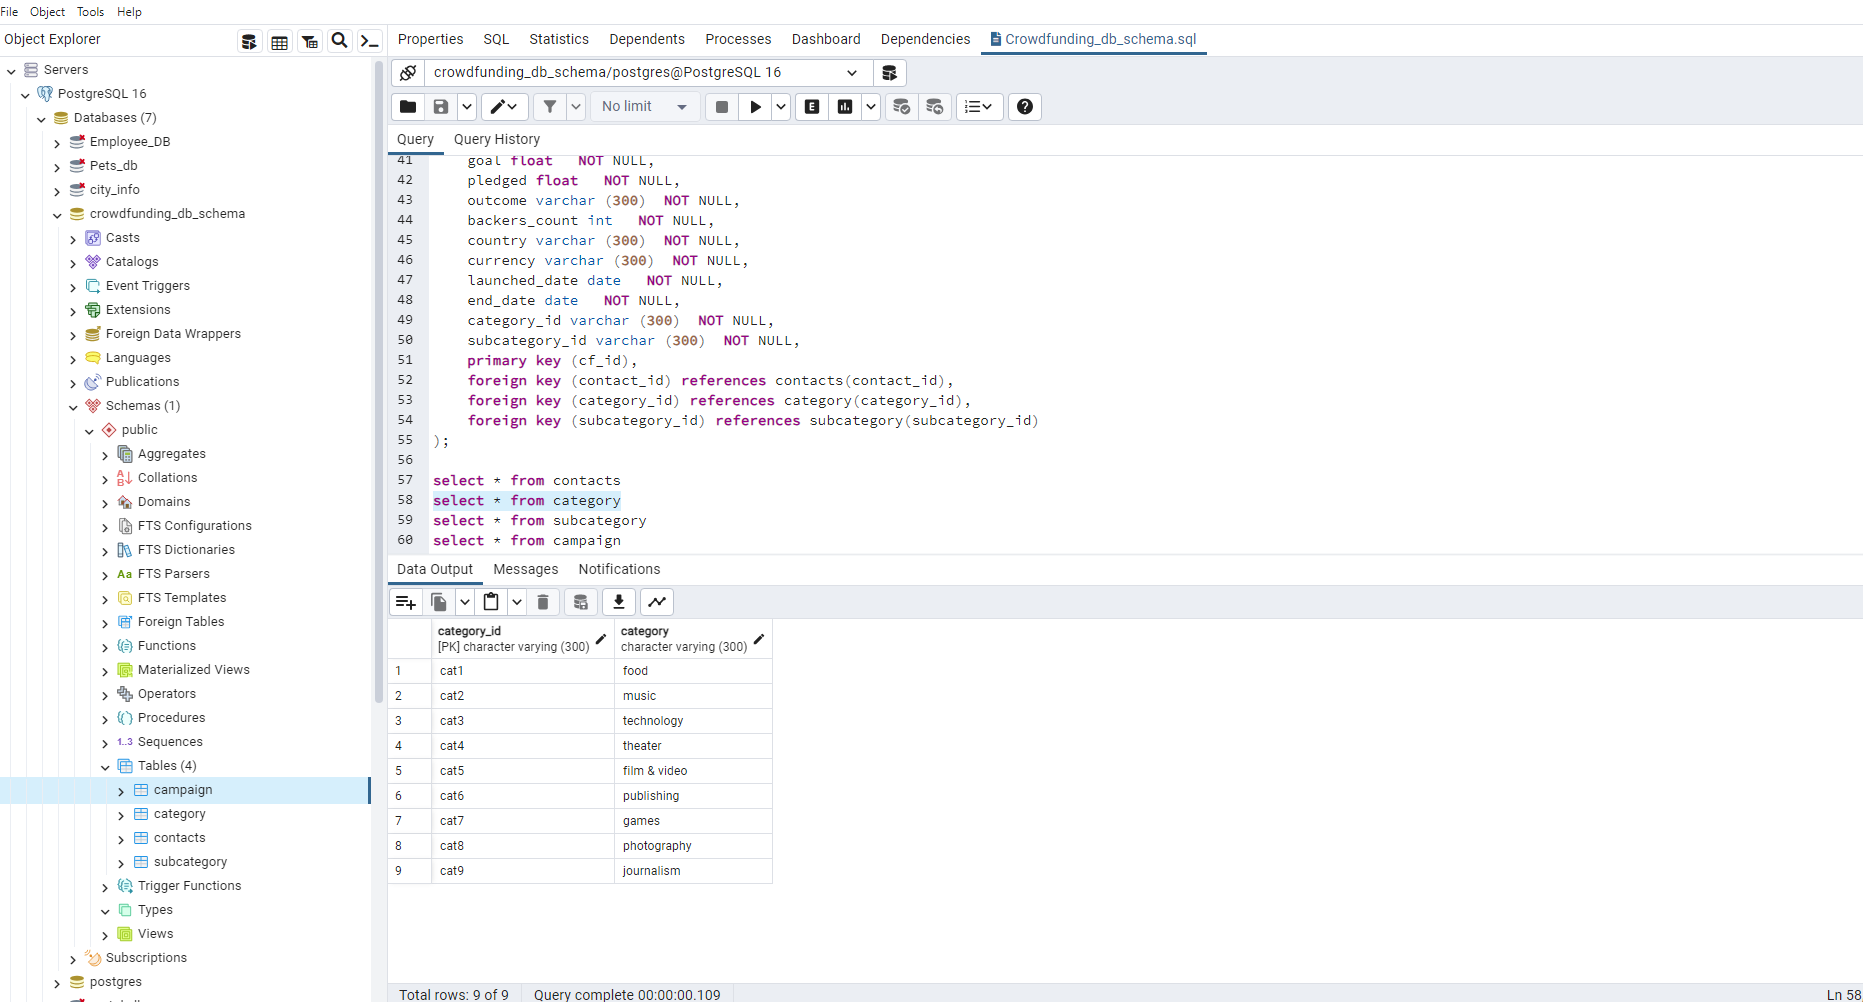 File Object Tools Help
Object Explorer
Servers
PostgreSQL 16
Databases (7)
Employee_DB
Pets_db
city_info
crowdfunding_db_schema
Casts
Catalogs
Event Triggers
Extensions
Foreign Data Wrappers
Languages
Publications
Schemas (1)
public
Aggregates
Collations
Domains
FTS Configurations
FTS Dictionaries
Aa FTS Parsers
FTS Templates
Foreign Tables
Functions
Materialized Views
Operators
Procedures
1..3 Sequences
Tables (4)
campaign
category
contacts
subcategory
Trigger Functions
Types
Views
Subscriptions
postgres
Properties SQL Statistics Dependents Processes Dashboard Dependencies Crowdfunding_db_schema.sql
crowdfunding_db_schema/postgres@PostgreSQL 16
No limit E
Query Query History
41 goal float NOT NULL,
42 pledged float NOT NULL,
43 outcome varchar (300) NOT NULL,
44 backers_count int NOT NULL,
45 country varchar (300) NOT NULL,
46 currency varchar (300) NOT NULL,
47 launched_date date NOT NULL,
48 end_date date NOT NULL,
49 category_id varchar (300) NOT NULL,
50 subcategory_id varchar (300) NOT NULL,
51 primary key (cf_id),
52 foreign key (contact_id) references contacts(contact_id),
53 foreign key (category_id) references category(category_id),
54 foreign key (subcategory_id) references subcategory(subcategory_id)
55 );
56
57 select * from contacts
58 select * from category
59 select * from subcategory
60 select * from campaign
Data Output Messages Notifications
category_id category
[PK] character varying (300) character varying (300)
1 cat1 food
2 cat2 music
3 cat3 technology
4 cat4 theater
5 cat5 film & video
6 cat6 publishing
7 cat7 games
8 cat8 photography
9 cat9 journalism
Total rows: 9 of 9 Query complete 00:00:00.109 Ln 58